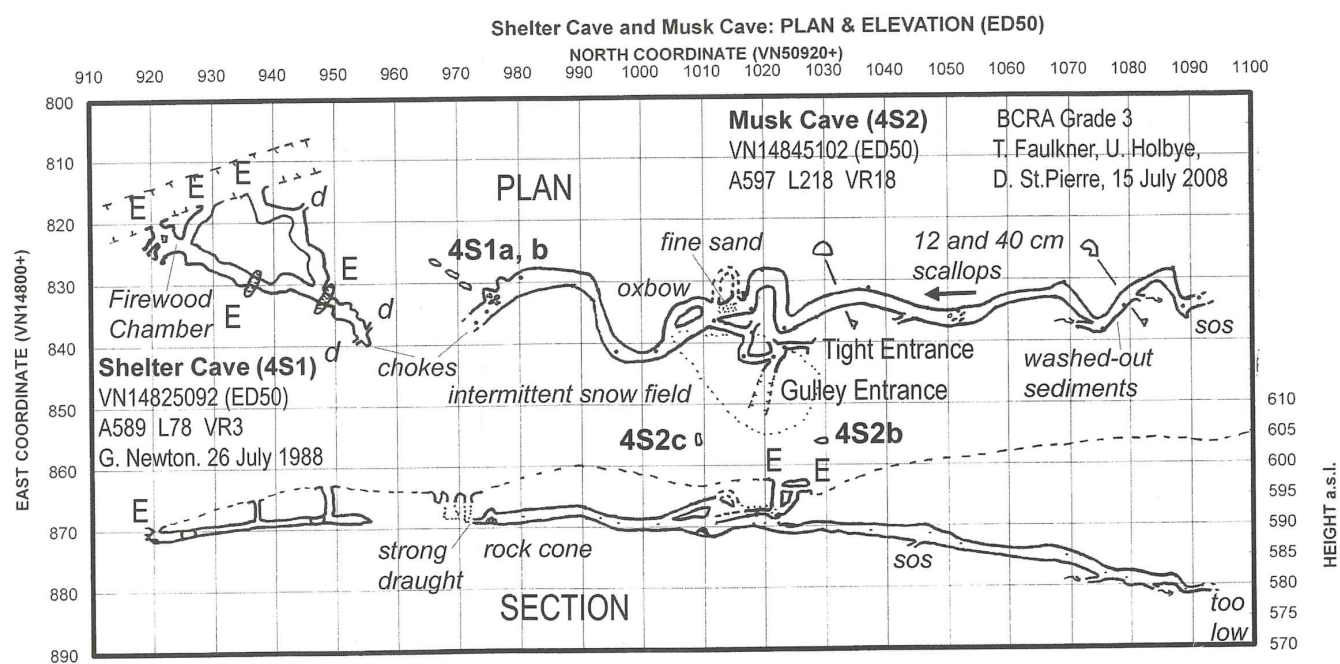 Shelter Cave and Musk Cave: PLAN & ELEVATION (ED50)
NORTH COORDINATE (VN50920+)
910 920 930 940 950 960 970 980 990 1000 1010 1020 1030 1040 1050 1060 1070 1080 1090 1100
EAST COORDINATE (VN14800+)
800
810
820
830
840
850
860
870
880
890
Musk Cave (4S2)
VN14845102 (ED50)
A597 L218 VR18
BCRA Grade 3
T. Faulkner, U. Holbye,
D. St.Pierre, 15 July 2008
PLAN
E
E
E
E
E
d
d
d
Firewood
Chamber
4S1a, b
chokes
fine sand
oxbow
12 and 40 cm
scallops
sos
Tight Entrance
Gulley Entrance
washed-out
sediments
intermittent snow field
Shelter Cave (4S1)
VN14825092 (ED50)
A589 L78 VR3
G. Newton. 26 July 1988
4S2c
4S2b
E
E
E
strong
draught
rock cone
sos
too
low
SECTION
610
605
600
595
590
585
580
575
570
HEIGHT a.s.l.